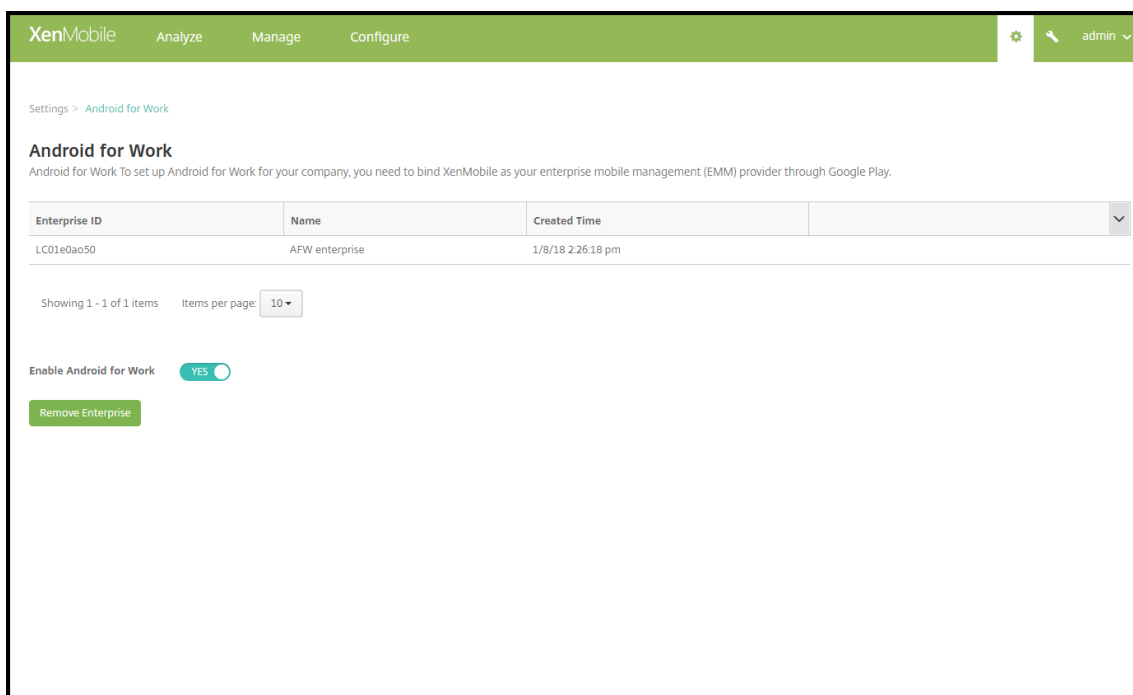 XenMobile Analyze Manage Configure admin
Settings > Android for Work
Android for Work
Android for Work To set up Android for Work for your company, you need to bind XenMobile as your enterprise mobile management (EMM) provider through Google Play.
Enterprise ID Name Created Time
LC01e0ao50 AFW enterprise 1/8/18 2:26:18 pm
Showing 1 - 1 of 1 items Items per page: 10
Enable Android for Work YES
Remove Enterprise